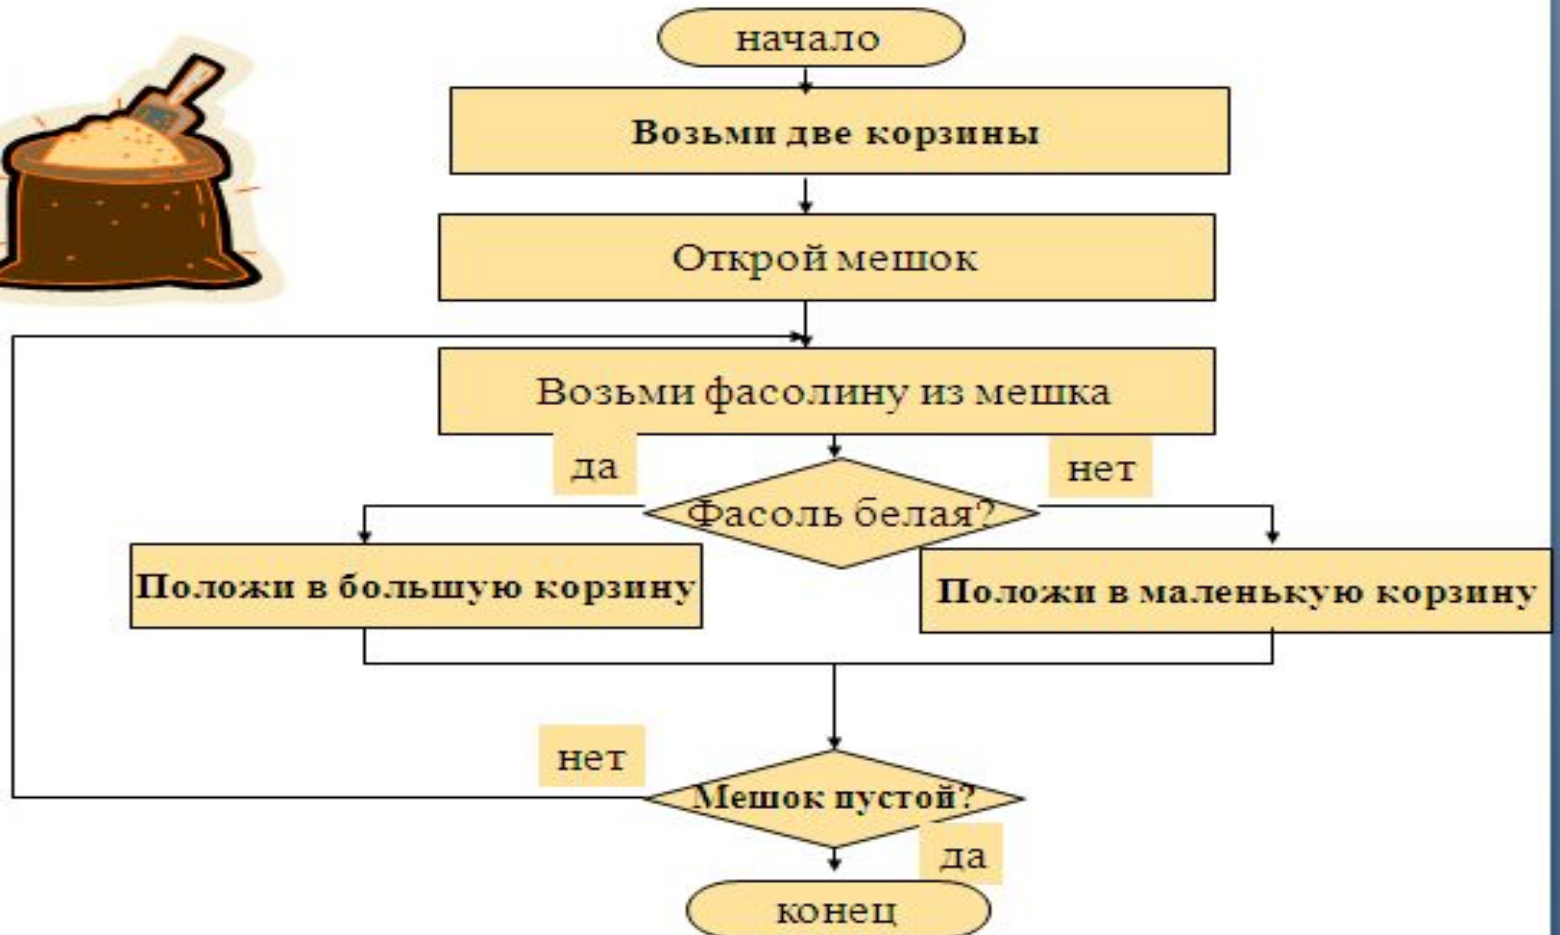 начало
Возьми две корзины
Открой мешок
Возьми фасолину из мешка
да
нет
Фасоль белая?
Положи в большую корзину
Положи в маленькую корзину
нет
Мешок пустой?
да
конец